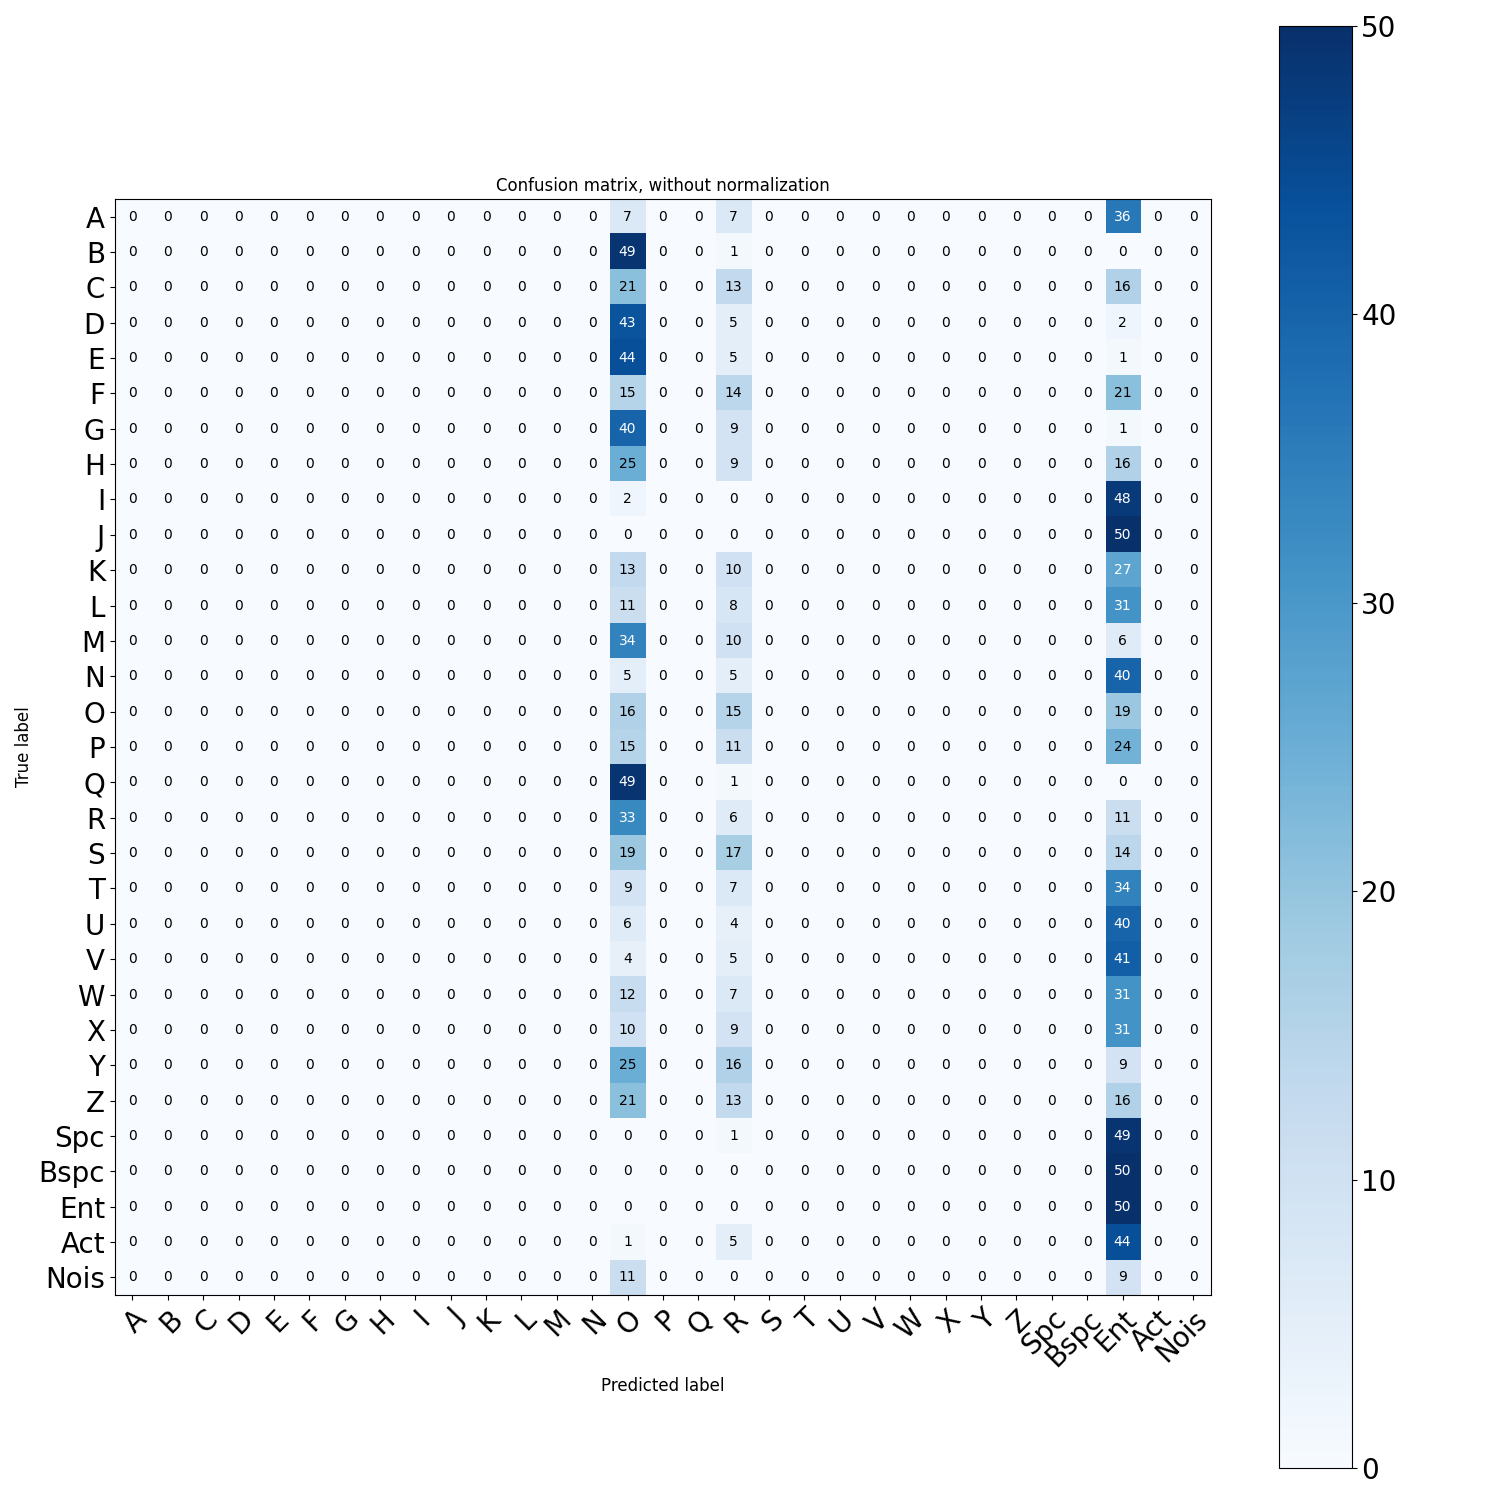 Confusion matrix, without normalization
A 0 0 0 0 0 0 0 0 0 0 0 0 0 0 7 0 0 7 0 0 0 0 0 0 0 0 0 0 36 0 0
B 0 0 0 0 0 0 0 0 0 0 0 0 0 0 49 0 0 1 0 0 0 0 0 0 0 0 0 0 0 0 0
C 0 0 0 0 0 0 0 0 0 0 0 0 0 0 21 0 0 13 0 0 0 0 0 0 0 0 0 0 16 0 0
D 0 0 0 0 0 0 0 0 0 0 0 0 0 0 43 0 0 5 0 0 0 0 0 0 0 0 0 0 2 0 0
E 0 0 0 0 0 0 0 0 0 0 0 0 0 0 44 0 0 5 0 0 0 0 0 0 0 0 0 0 1 0 0
F 0 0 0 0 0 0 0 0 0 0 0 0 0 0 15 0 0 14 0 0 0 0 0 0 0 0 0 0 21 0 0
G 0 0 0 0 0 0 0 0 0 0 0 0 0 0 40 0 0 9 0 0 0 0 0 0 0 0 0 0 1 0 0
H 0 0 0 0 0 0 0 0 0 0 0 0 0 0 25 0 0 9 0 0 0 0 0 0 0 0 0 0 16 0 0
I 0 0 0 0 0 0 0 0 0 0 0 0 0 0 2 0 0 0 0 0 0 0 0 0 0 0 0 0 48 0 0
J 0 0 0 0 0 0 0 0 0 0 0 0 0 0 0 0 0 0 0 0 0 0 0 0 0 0 0 0 50 0 0
K 0 0 0 0 0 0 0 0 0 0 0 0 0 0 13 0 0 10 0 0 0 0 0 0 0 0 0 0 27 0 0
L 0 0 0 0 0 0 0 0 0 0 0 0 0 0 11 0 0 8 0 0 0 0 0 0 0 0 0 0 31 0 0
M 0 0 0 0 0 0 0 0 0 0 0 0 0 0 34 0 0 10 0 0 0 0 0 0 0 0 0 0 6 0 0
N 0 0 0 0 0 0 0 0 0 0 0 0 0 0 5 0 0 5 0 0 0 0 0 0 0 0 0 0 40 0 0
O 0 0 0 0 0 0 0 0 0 0 0 0 0 0 16 0 0 15 0 0 0 0 0 0 0 0 0 0 19 0 0
P 0 0 0 0 0 0 0 0 0 0 0 0 0 0 15 0 0 11 0 0 0 0 0 0 0 0 0 0 24 0 0
Q 0 0 0 0 0 0 0 0 0 0 0 0 0 0 49 0 0 1 0 0 0 0 0 0 0 0 0 0 0 0 0
R 0 0 0 0 0 0 0 0 0 0 0 0 0 0 33 0 0 6 0 0 0 0 0 0 0 0 0 0 11 0 0
S 0 0 0 0 0 0 0 0 0 0 0 0 0 0 19 0 0 17 0 0 0 0 0 0 0 0 0 0 14 0 0
T 0 0 0 0 0 0 0 0 0 0 0 0 0 0 9 0 0 7 0 0 0 0 0 0 0 0 0 0 34 0 0
U 0 0 0 0 0 0 0 0 0 0 0 0 0 0 6 0 0 4 0 0 0 0 0 0 0 0 0 0 40 0 0
V 0 0 0 0 0 0 0 0 0 0 0 0 0 0 4 0 0 5 0 0 0 0 0 0 0 0 0 0 41 0 0
W 0 0 0 0 0 0 0 0 0 0 0 0 0 0 12 0 0 7 0 0 0 0 0 0 0 0 0 0 31 0 0
X 0 0 0 0 0 0 0 0 0 0 0 0 0 0 10 0 0 9 0 0 0 0 0 0 0 0 0 0 31 0 0
Y 0 0 0 0 0 0 0 0 0 0 0 0 0 0 25 0 0 16 0 0 0 0 0 0 0 0 0 0 9 0 0
Z 0 0 0 0 0 0 0 0 0 0 0 0 0 0 21 0 0 13 0 0 0 0 0 0 0 0 0 0 16 0 0
Spc 0 0 0 0 0 0 0 0 0 0 0 0 0 0 0 0 0 1 0 0 0 0 0 0 0 0 0 0 49 0 0
Bspc 0 0 0 0 0 0 0 0 0 0 0 0 0 0 0 0 0 0 0 0 0 0 0 0 0 0 0 0 50 0 0
Ent 0 0 0 0 0 0 0 0 0 0 0 0 0 0 0 0 0 0 0 0 0 0 0 0 0 0 0 0 50 0 0
Act 0 0 0 0 0 0 0 0 0 0 0 0 0 0 1 0 0 5 0 0 0 0 0 0 0 0 0 0 44 0 0
Nois 0 0 0 0 0 0 0 0 0 0 0 0 0 0 11 0 0 0 0 0 0 0 0 0 0 0 0 0 9 0 0
A B C D E F G H I J K L M N O P Q R S T U V W X Y Z Spc Bspc Ent Act Nois
Predicted label
True label
50
40
30
20
10
0